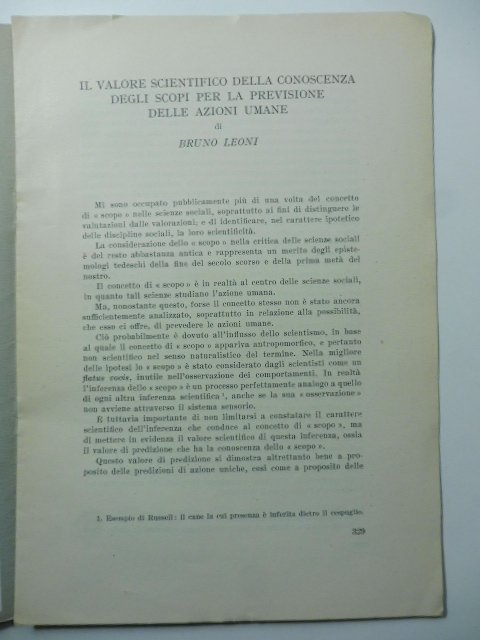 IL VALORE SCIENTIFICO DELLA CONOSCENZA
DEGLI SCOPI PER LA PREVISIONE
DELLE AZIONI UMANE
di
BRUNO LEONI
Mi sono occupato pubblicamente più di una volta del concetto
di « scopo » nelle scienze sociali, soprattutto ai fini di distinguere le
valutazioni dalle valorazioni; e di identificare, nel carattere ipotetico
delle discipline sociali, la loro scientificità.
La considerazione dello « scopo » nella critica delle scienze sociali
è del resto abbastanza antica e rappresenta un merito degli episte-
mologi tedeschi della fine del secolo scorso e della prima metà del
nostro.
Il concetto di « scopo » è in realtà al centro delle scienze sociali,
in quanto tali scienze studiano l'azione umana.
Ma, nonostante questo, forse il concetto stesso non è stato ancora
sufficientemente analizzato, soprattutto in relazione alla possibilità,
che esso ci offre, di prevedere le azioni umane.
Ciò probabilmente è dovuto all'influsso dello scientismo, in base
al quale il concetto di « scopo » appariva antropomorfico, e pertanto
non scientifico nel senso naturalistico del termine. Nella migliore
delle ipotesi lo « scopo » è stato considerato dagli scientisti come un
flatus vocis, inutile nell'osservazione dei comportamenti. In realtà
l'inferenza dello « scopo » è un processo perfettamente analogo a quello
di ogni altra inferenza scientifica ¹, anche se la sua « osservazione »
non avviene attraverso il sistema sensorio.
È tuttavia importante di non limitarsi a constatare il carattere
scientifico dell'inferenza che conduce al concetto di « scopo », ma
di mettere in evidenza il valore scientifico di questa inferenza, ossia
il valore di predizione che ha la conoscenza dello « scopo ».
Questo valore di predizione si dimostra altrettanto bene a pro-
posito delle predizioni di azione uniche, così come a proposito delle
1. Esempio di Russell: il cane la cui presenza è inferita dietro il cespuglio.
329